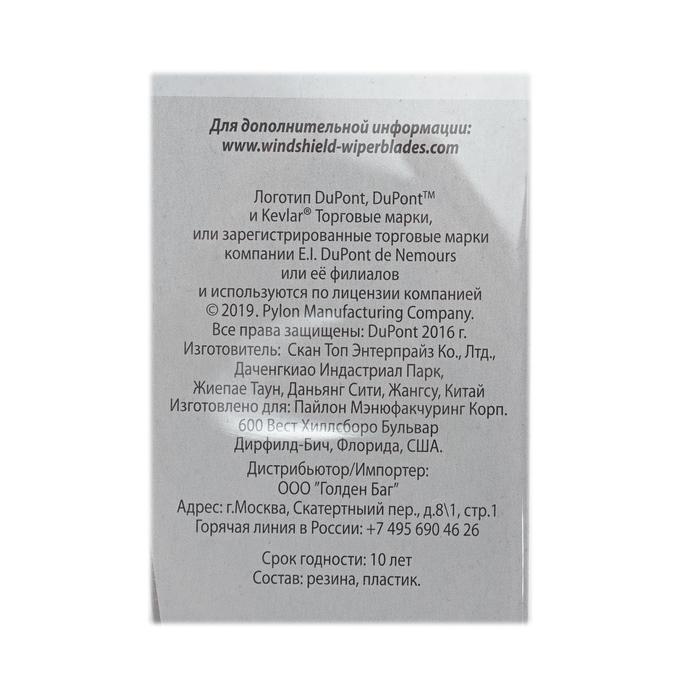 Для дополнительной информации:
www.windshield-wiperblades.com
Логотип DuPont, DuPont™
и Kevlar® Торговые марки,
или зарегистрированные торговые марки
компании E.I. DuPont de Nemours
или её филиалов
и используются по лицензии компанией
© 2019. Pylon Manufacturing Company.
Все права защищены: DuPont 2016 г.
Изготовитель: Скан Топ Энтерпрайз Ко., Лтд.,
Даченгкиао Индастриал Парк,
Жиепае Таун, Даньянг Сити, Жангсу, Китай
Изготовлено для: Пайлон Мэнюфакчуринг Корп.
600 Вест Хиллсборо Бульвар
Дирфилд-Бич, Флорида, США.
Дистрибьютор/Импортер:
ООО "Голден Баг"
Адрес: г.Москва, Скатертныий пер., д.8\1, стр.1
Горячая линия в России: +7 495 690 46 26
Срок годности: 10 лет
Состав: резина, пластик.